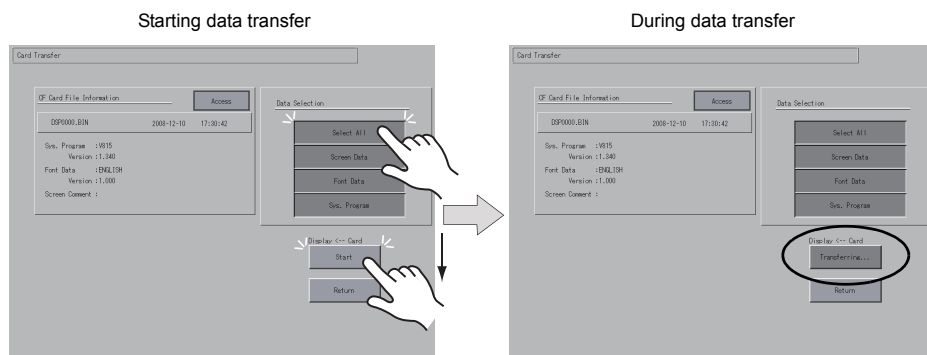 Starting data transfer
Card Transfer
CF Card File Information
Access
DSP0000.BIN 2008-12-10 17:30:42
Sys. Program :V815
Version :1.340
Font Data :ENGLISH
Version :1.000
Screen Comment :
Data Selection
Select All
Screen Data
Font Data
Sys. Program
Display <-- Card
Start
Return
During data transfer
Card Transfer
CF Card File Information
Access
DSP0000.BIN 2008-12-10 17:30:42
Sys. Program :V815
Version :1.340
Font Data :ENGLISH
Version :1.000
Screen Comment :
Data Selection
Select All
Screen Data
Font Data
Sys. Program
Display <-- Card
Transferring...
Return